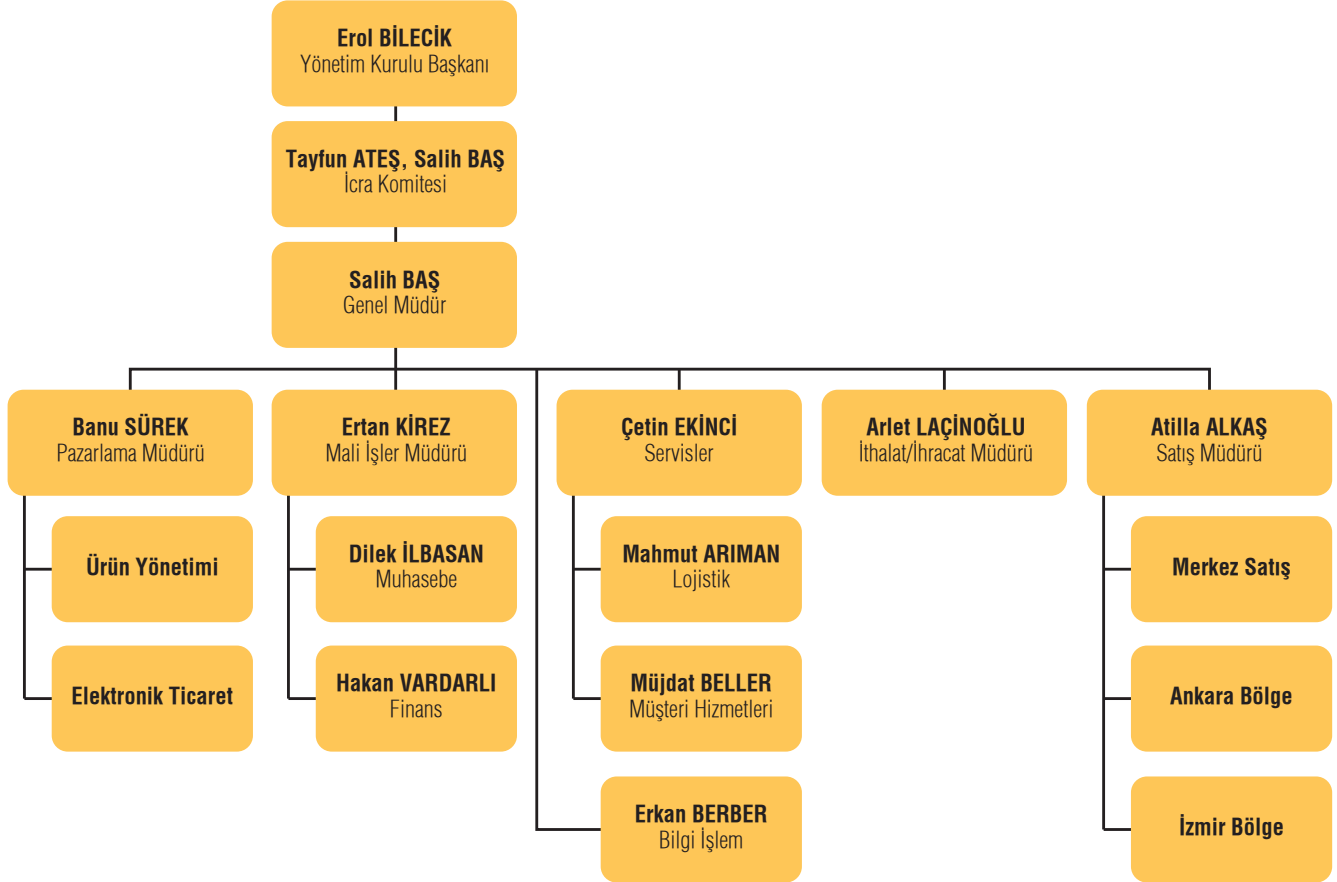 Erol BİLECİK
Yönetim Kurulu Başkanı
Tayfun ATEŞ, Salih BAŞ
İcra Komitesi
Salih BAŞ
Genel Müdür
Banu SÜREK
Pazarlama Müdürü
Ertan KİREZ
Mali İşler Müdürü
Çetin EKİNCİ
Servisler
Arlet LAÇİNOĞLU
İthalat/İhracat Müdürü
Atilla ALKAŞ
Satış Müdürü
Ürün Yönetimi
Dilek İLBASAN
Muhasebe
Mahmut ARIMAN
Lojistik
Merkez Satış
Elektronik Ticaret
Hakan VARDARLI
Finans
Müjdat BELLER
Müşteri Hizmetleri
Ankara Bölge
Erkan BERBER
Bilgi İşlem
İzmir Bölge